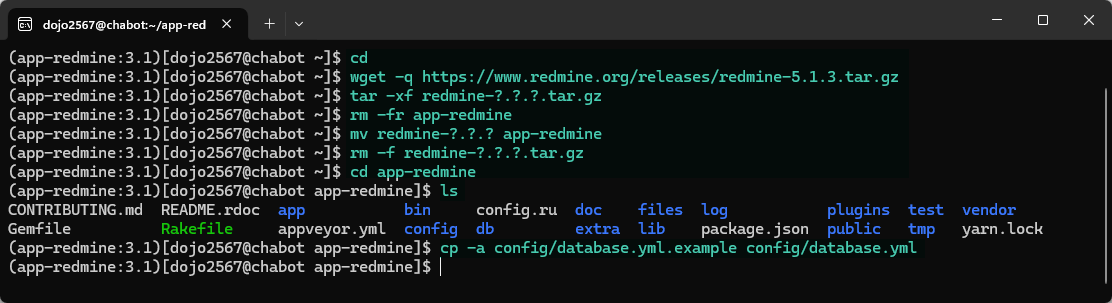 dojo2567@chabot:~/app-red
(app-redmine:3.1)[dojo2567@chabot ~]$ cd
(app-redmine:3.1)[dojo2567@chabot ~]$ wget -q https://www.redmine.org/releases/redmine-5.1.3.tar.gz
(app-redmine:3.1)[dojo2567@chabot ~]$ tar -xf redmine-?.?.?.tar.gz
(app-redmine:3.1)[dojo2567@chabot ~]$ rm -fr app-redmine
(app-redmine:3.1)[dojo2567@chabot ~]$ mv redmine-?.?.? app-redmine
(app-redmine:3.1)[dojo2567@chabot ~]$ rm -f redmine-?.?.?.tar.gz
(app-redmine:3.1)[dojo2567@chabot ~]$ cd app-redmine
(app-redmine:3.1)[dojo2567@chabot app-redmine]$ ls
CONTRIBUTING.md README.rdoc app bin config.ru doc files log plugins test vendor
Gemfile Rakefile appveyor.yml config db extra lib package.json public tmp yarn.lock
(app-redmine:3.1)[dojo2567@chabot app-redmine]$ cp -a config/database.yml.example config/database.yml
(app-redmine:3.1)[dojo2567@chabot app-redmine]$